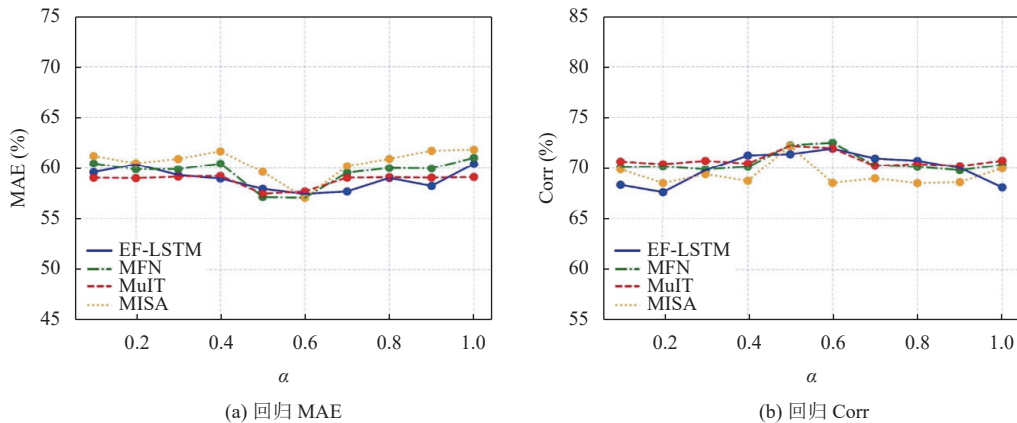 75
70
65
60
55
50
45
MAE (%)
EF-LSTM
MFN
MuIT
MISA
0.2 0.4 0.6 0.8 1.0
α
(a) 回归 MAE
85
80
75
70
65
60
55
Corr (%)
EF-LSTM
MFN
MuIT
MISA
0.2 0.4 0.6 0.8 1.0
α
(b) 回归 Corr